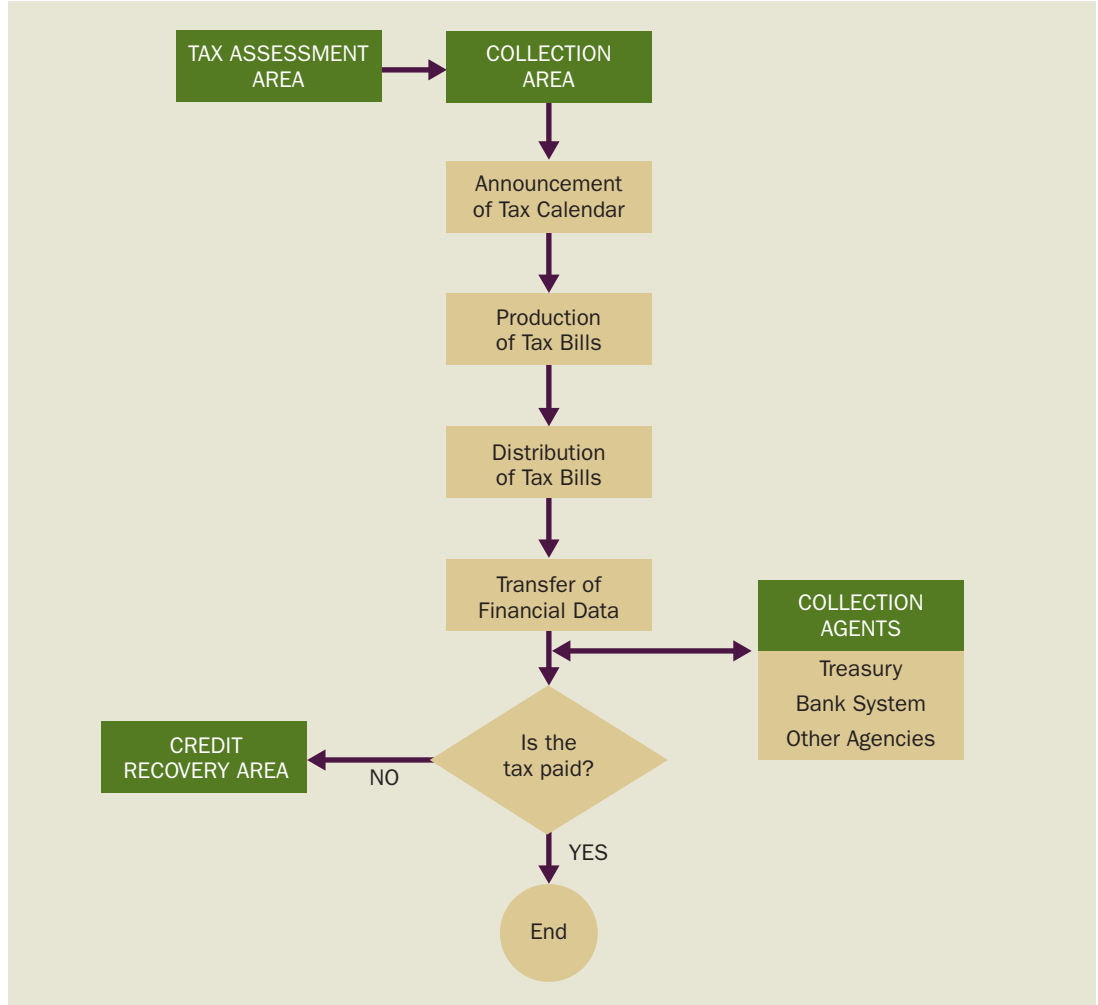 TAX ASSESSMENT
AREA
COLLECTION
AREA
Announcement
of Tax Calendar
Production
of Tax Bills
Distribution
of Tax Bills
Transfer of
Financial Data
COLLECTION
AGENTS
Treasury
Bank System
Other Agencies
Is the
tax paid?
CREDIT
RECOVERY AREA
NO
YES
End